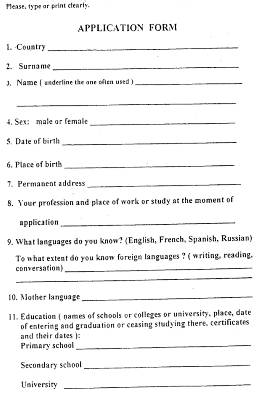 Please, type or print clearly.
APPLICATION FORM
1. Country
2. Surname
3. Name ( underline the one often used )
4. Sex: male or female
5. Date of birth
6. Place of birth
7. Permanent address
8. Your profession and place of work or study at the moment of
application
9. What languages do you know? (English, French, Spanish, Russian)
To what extent do you know foreign languages ? ( writing, reading,
conversation)
10. Mother language
11. Education ( names of schools or colleges or university, place, date
of entering and graduation or ceasing studying there, certificates
and their dates ):
Primary school
Secondary school
University